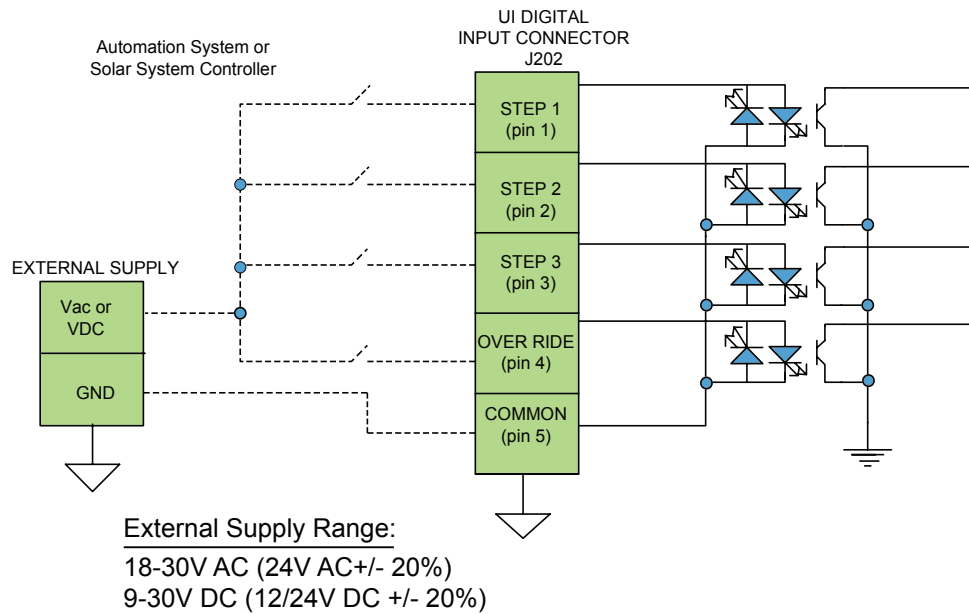 UI DIGITAL
INPUT CONNECTOR
J202
Automation System or
Solar System Controller
STEP 1
(pin 1)
STEP 2
(pin 2)
STEP 3
(pin 3)
OVER RIDE
(pin 4)
COMMON
(pin 5)
EXTERNAL SUPPLY
Vac or
VDC
GND
External Supply Range:
18-30V AC (24V AC+/- 20%)
9-30V DC (12/24V DC +/- 20%)